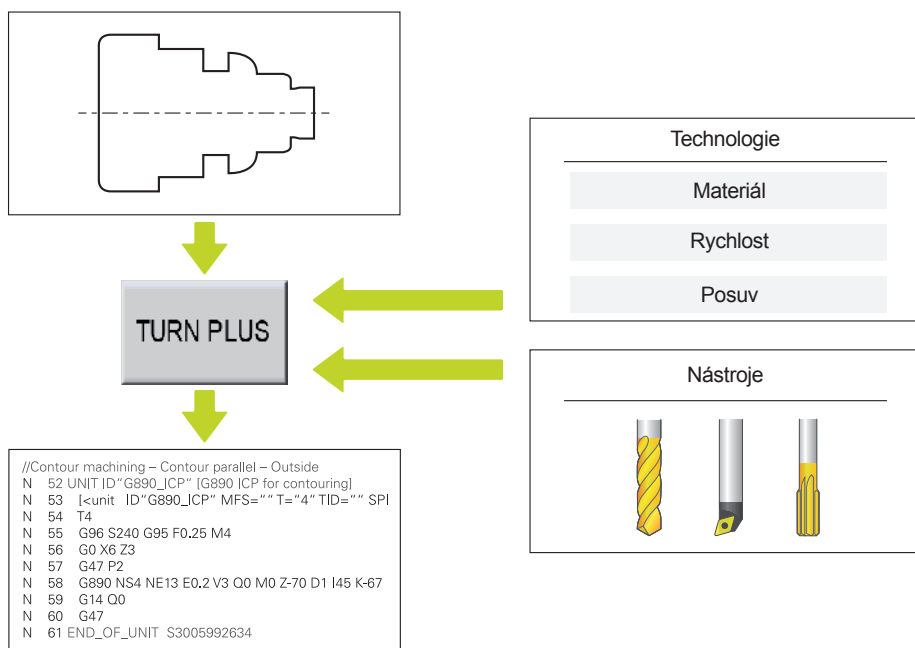 TURN PLUS
Technologie
Materiál
Rychlost
Posuv
Nástroje
//Contour machining – Contour parallel – Outside
N 52 UNIT ID"G890_ICP" [G890 ICP for contouring]
N 53 [<unit ID"G890_ICP" MFS="" T="4" TID="" SPI
N 54 T4
N 55 G96 S240 G95 F0.25 M4
N 56 G0 X6 Z3
N 57 G47 P2
N 58 G890 NS4 NE13 E0.2 V3 Q0 M0 Z-70 D1 I45 K-67
N 59 G14 Q0
N 60 G47
N 61 END_OF_UNIT S3005992634